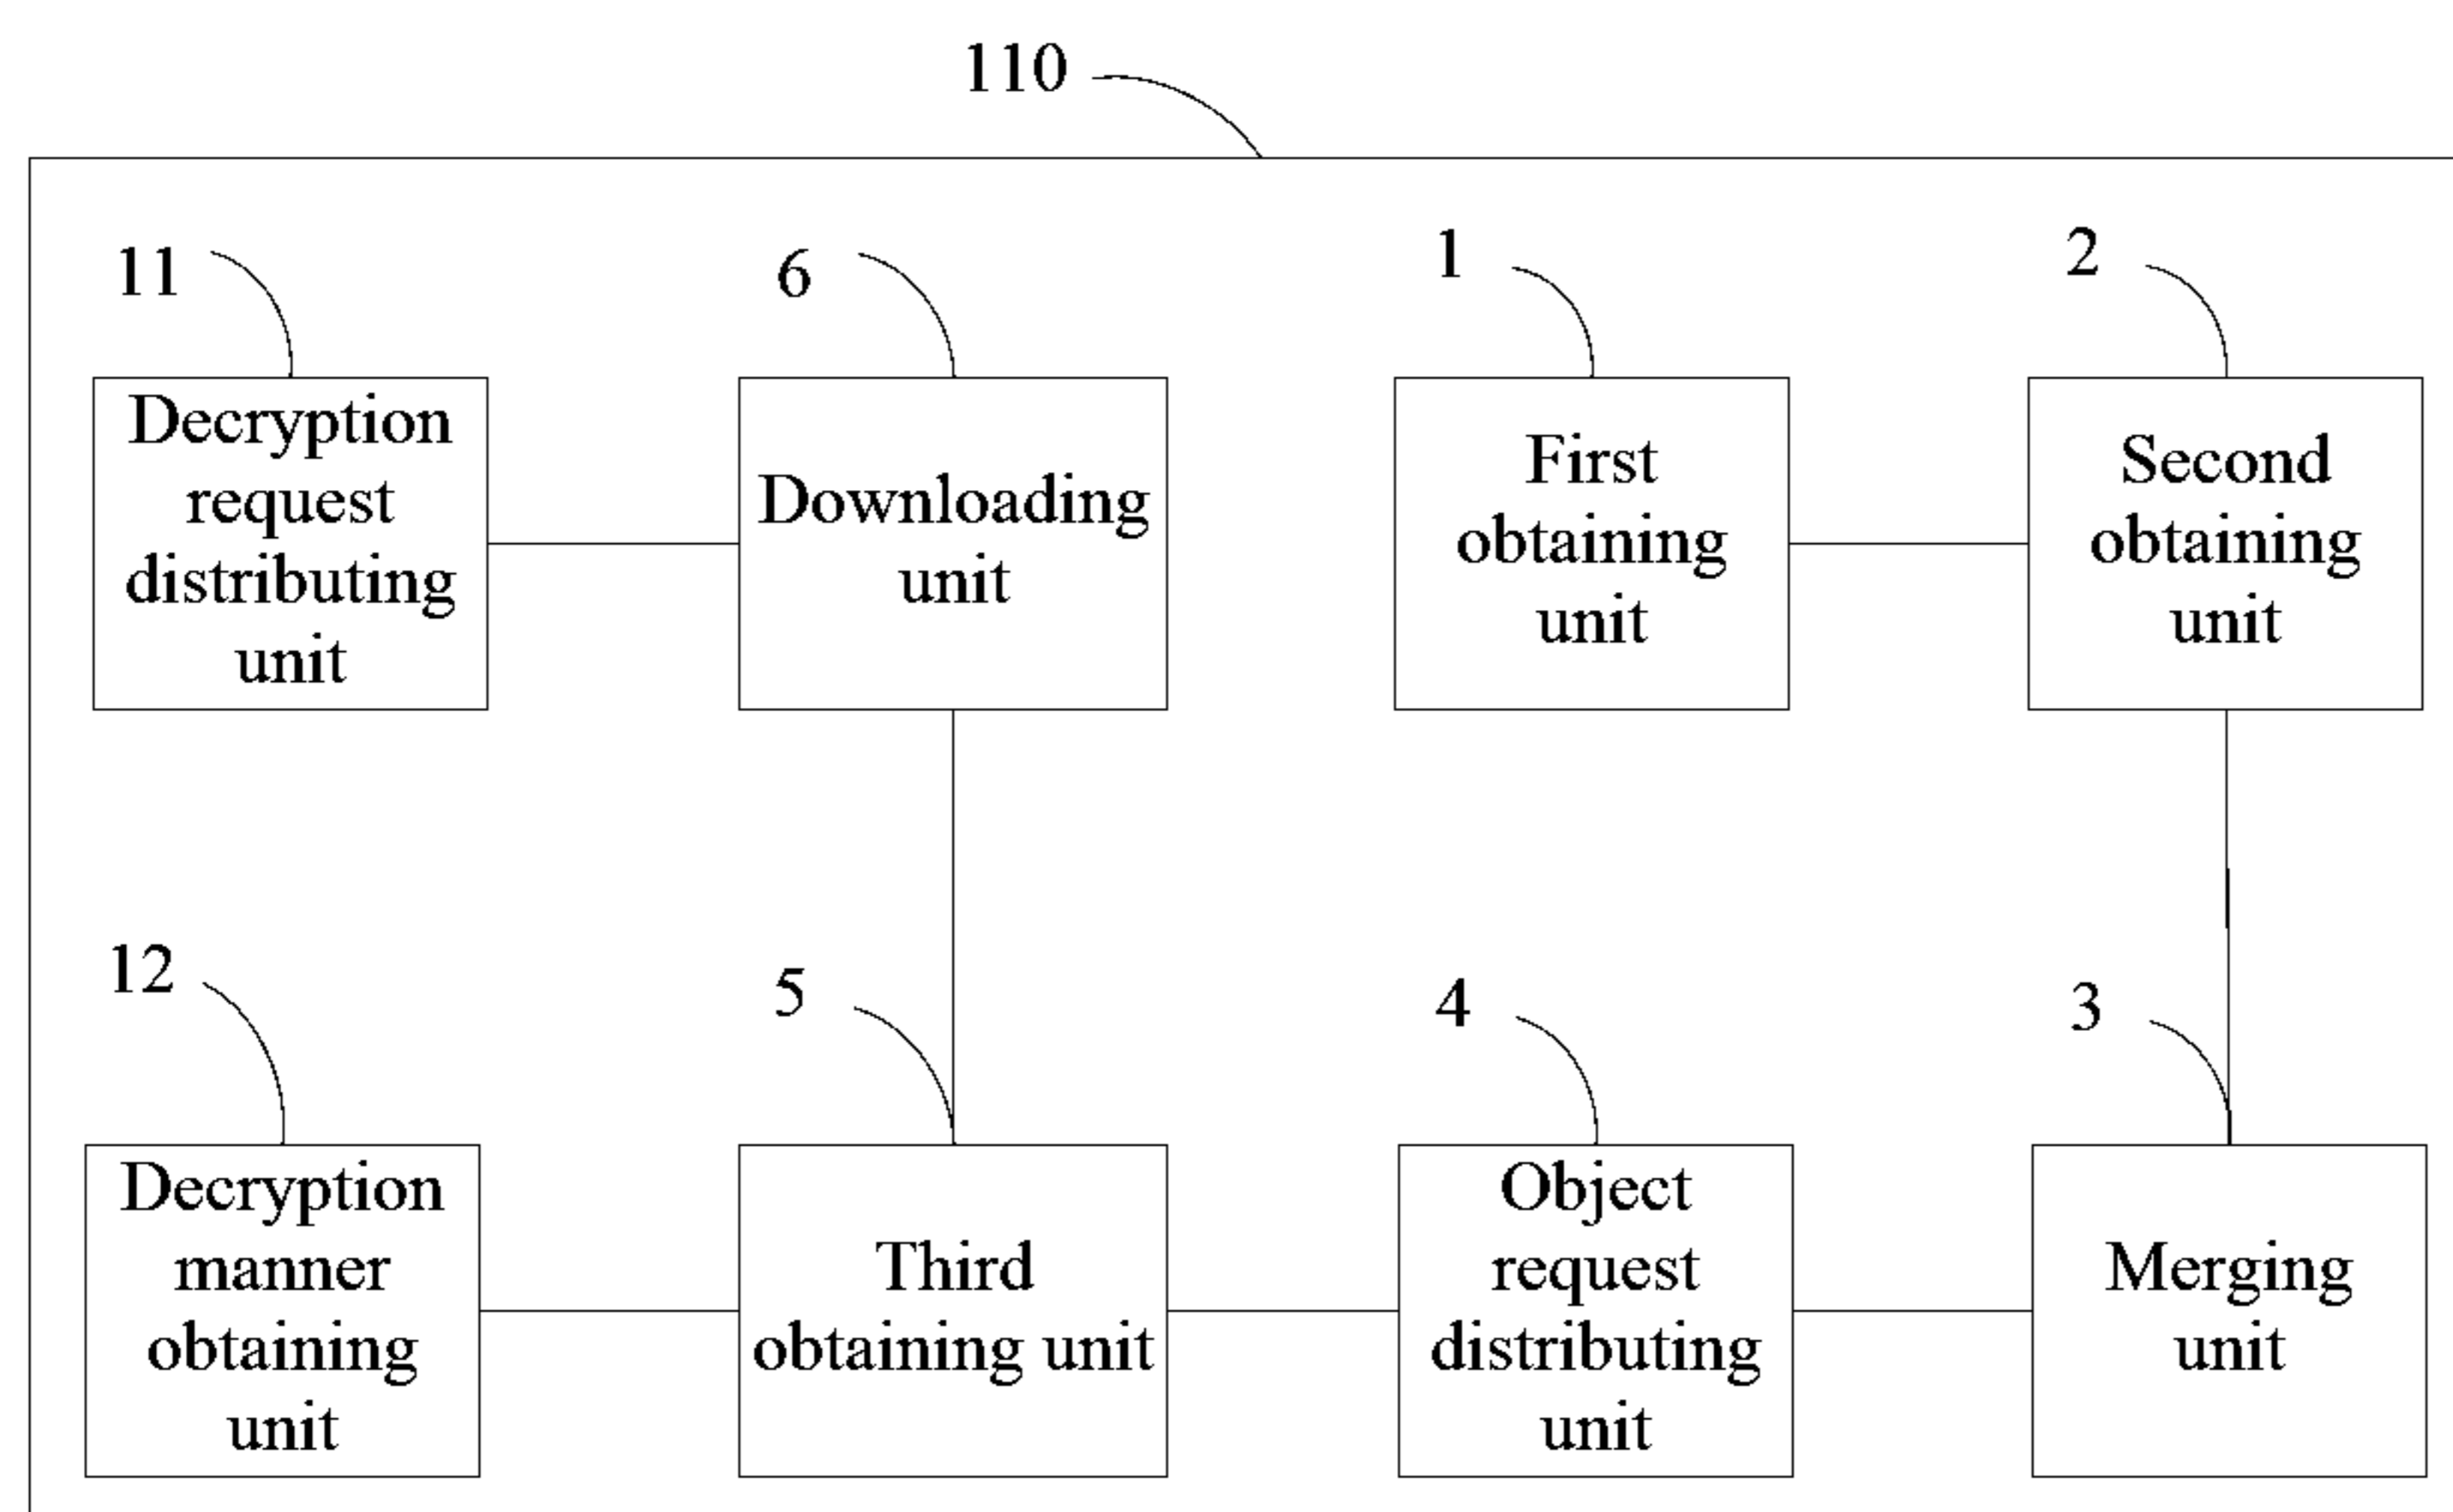 110
11
6
1
2
Decryption
request
distributing
unit
Downloading
unit
First
obtaining
unit
Second
obtaining
unit
12
5
4
3
Decryption
manner
obtaining
unit
Third
obtaining unit
Object
request
distributing
unit
Merging
unit